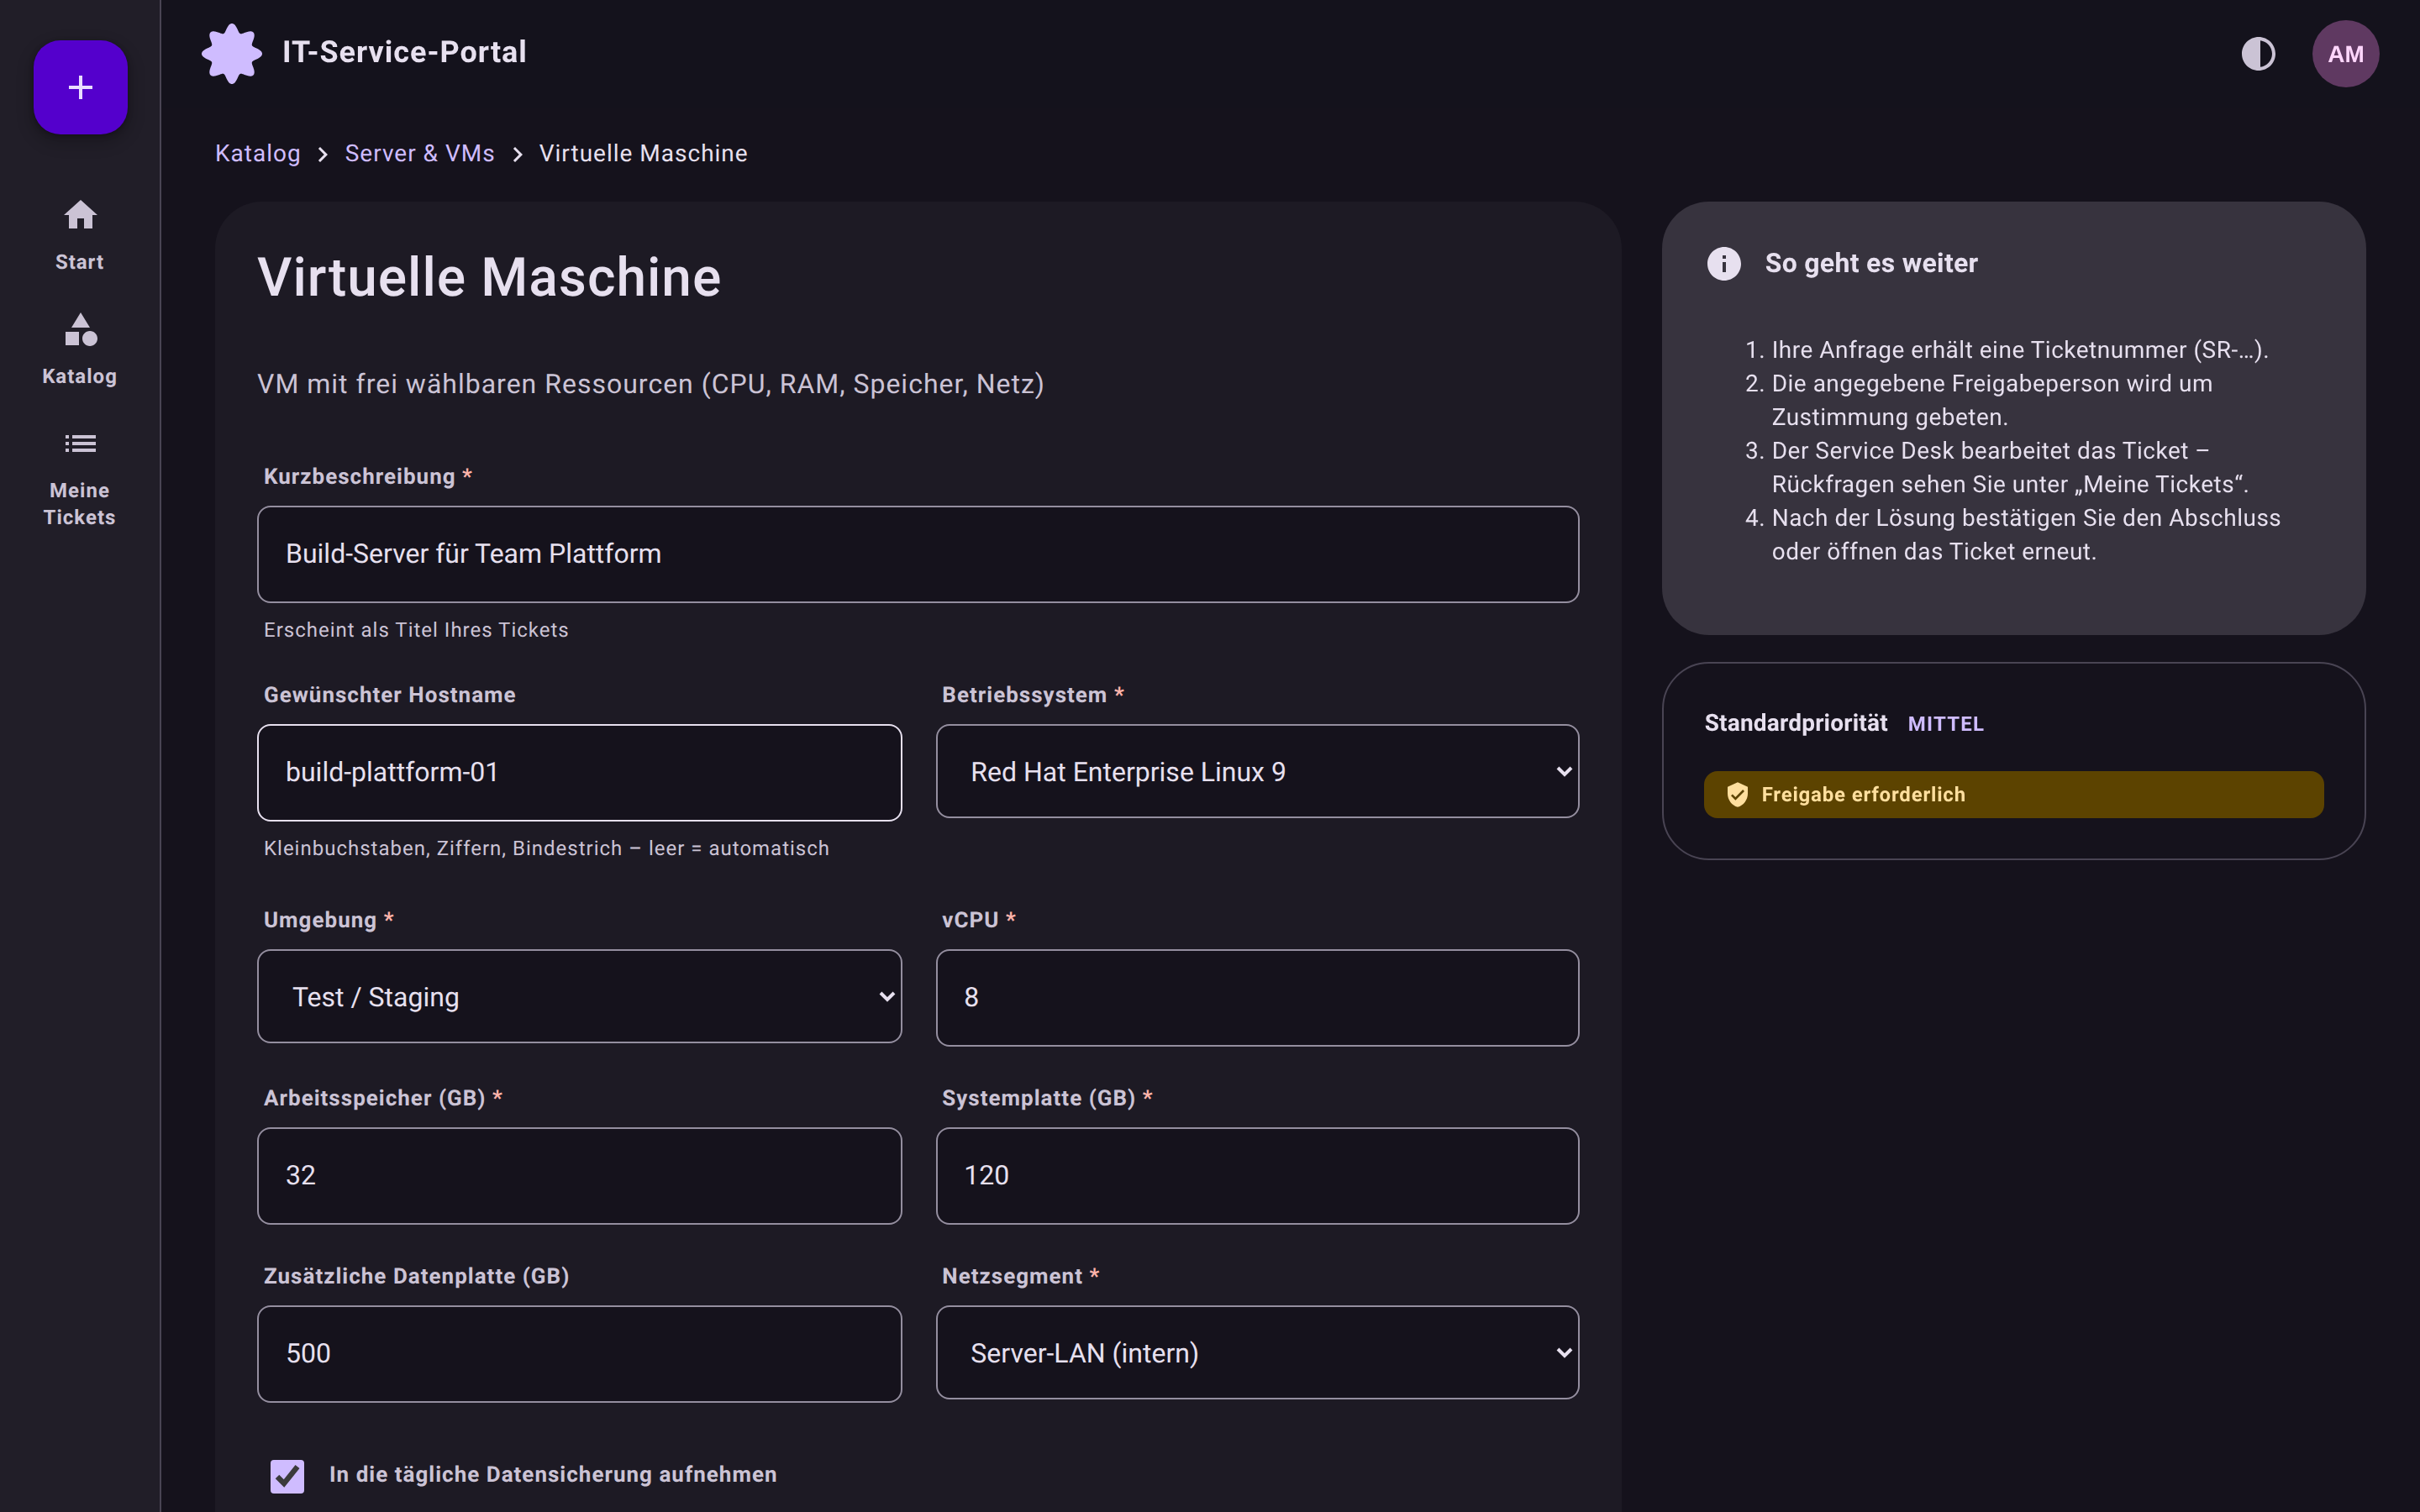 IT-Service-Portal
AM
Start
Katalog
Meine
Tickets
Katalog > Server & VMs > Virtuelle Maschine
Virtuelle Maschine
VM mit frei wählbaren Ressourcen (CPU, RAM, Speicher, Netz)
Kurzbeschreibung *
Build-Server für Team Plattform
Erscheint als Titel Ihres Tickets
Gewünschter Hostname
build-plattform-01
Kleinbuchstaben, Ziffern, Bindestrich – leer = automatisch
Betriebssystem *
Red Hat Enterprise Linux 9
Umgebung *
Test / Staging
vCPU *
8
Arbeitsspeicher (GB) *
32
Systemplatte (GB) *
120
Zusätzliche Datenplatte (GB)
500
Netzsegment *
Server-LAN (intern)
In die tägliche Datensicherung aufnehmen
So geht es weiter
1. Ihre Anfrage erhält eine Ticketnummer (SR-…).
2. Die angegebene Freigabeperson wird um
Zustimmung gebeten.
3. Der Service Desk bearbeitet das Ticket –
Rückfragen sehen Sie unter „Meine Tickets“.
4. Nach der Lösung bestätigen Sie den Abschluss
oder öffnen das Ticket erneut.
Standardpriorität MITTEL
Freigabe erforderlich